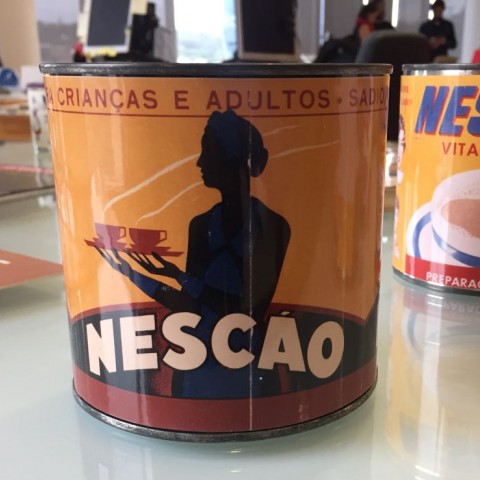 CRIANÇAS E ADULTOS · SADIO
NESCÁO
NES
VITA
PREPARAÇ